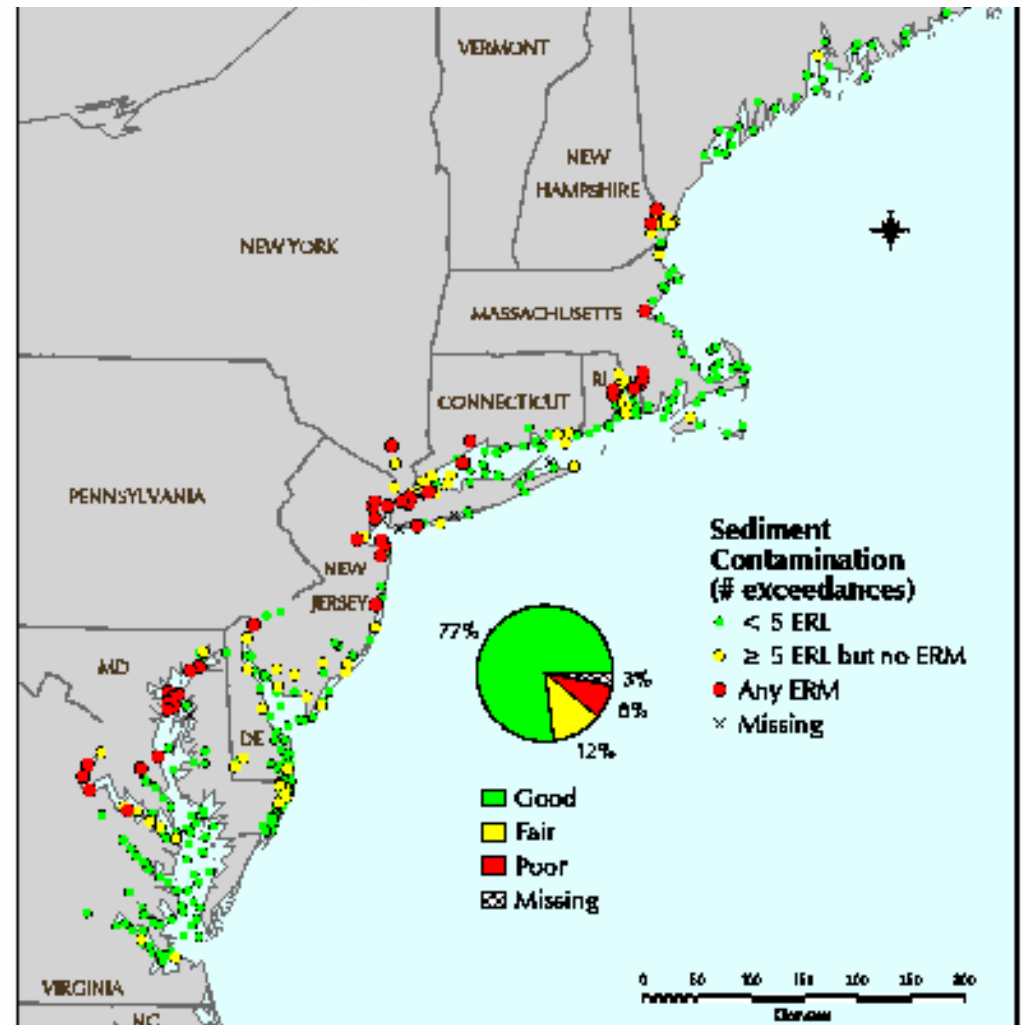 VERMONT
NEW
HAMPSHIRE
NEW YORK
MASSACHUSETTS
RI
CONNECTICUT
PENNSYLVANIA
Sediment
Contamination
(# exceedances)
< 5 ERL
≥ 5 ERL but no ERM
Any ERM
× Missing
NEW
JERSEY
77%
3%
8%
12%
MD
DE
Good
Fair
Poor
Missing
VIRGINIA
NC
0 50 100 150 200